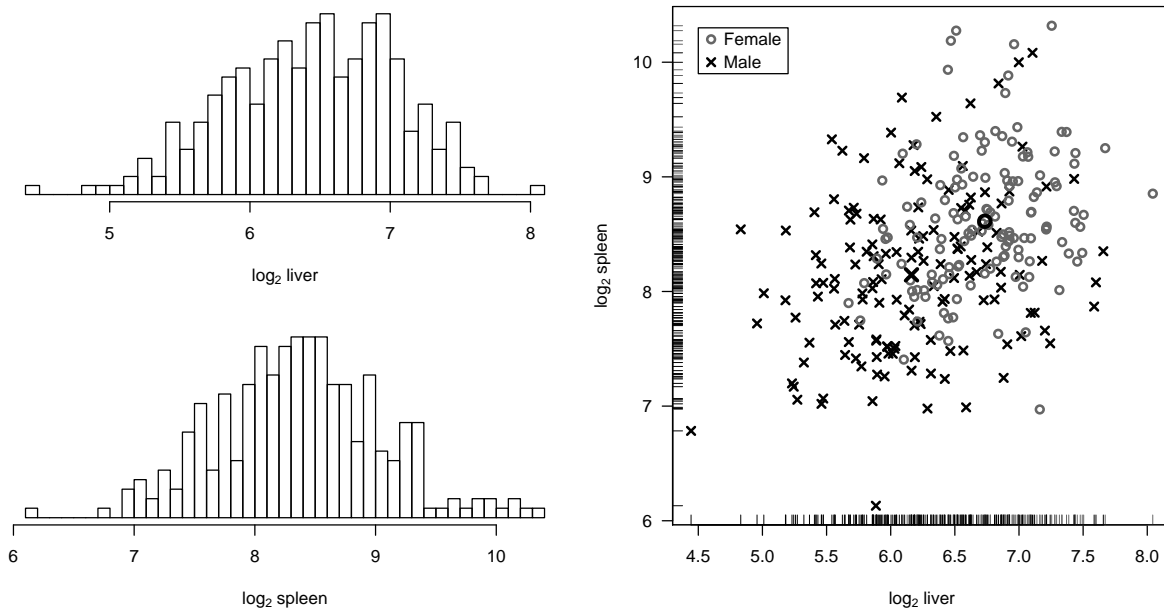 5 6 7 8
log₂ liver
6 7 8 9 10
log₂ spleen
Female
Male
10
9
8
7
6
log₂ spleen
4.5 5.0 5.5 6.0 6.5 7.0 7.5 8.0
log₂ liver